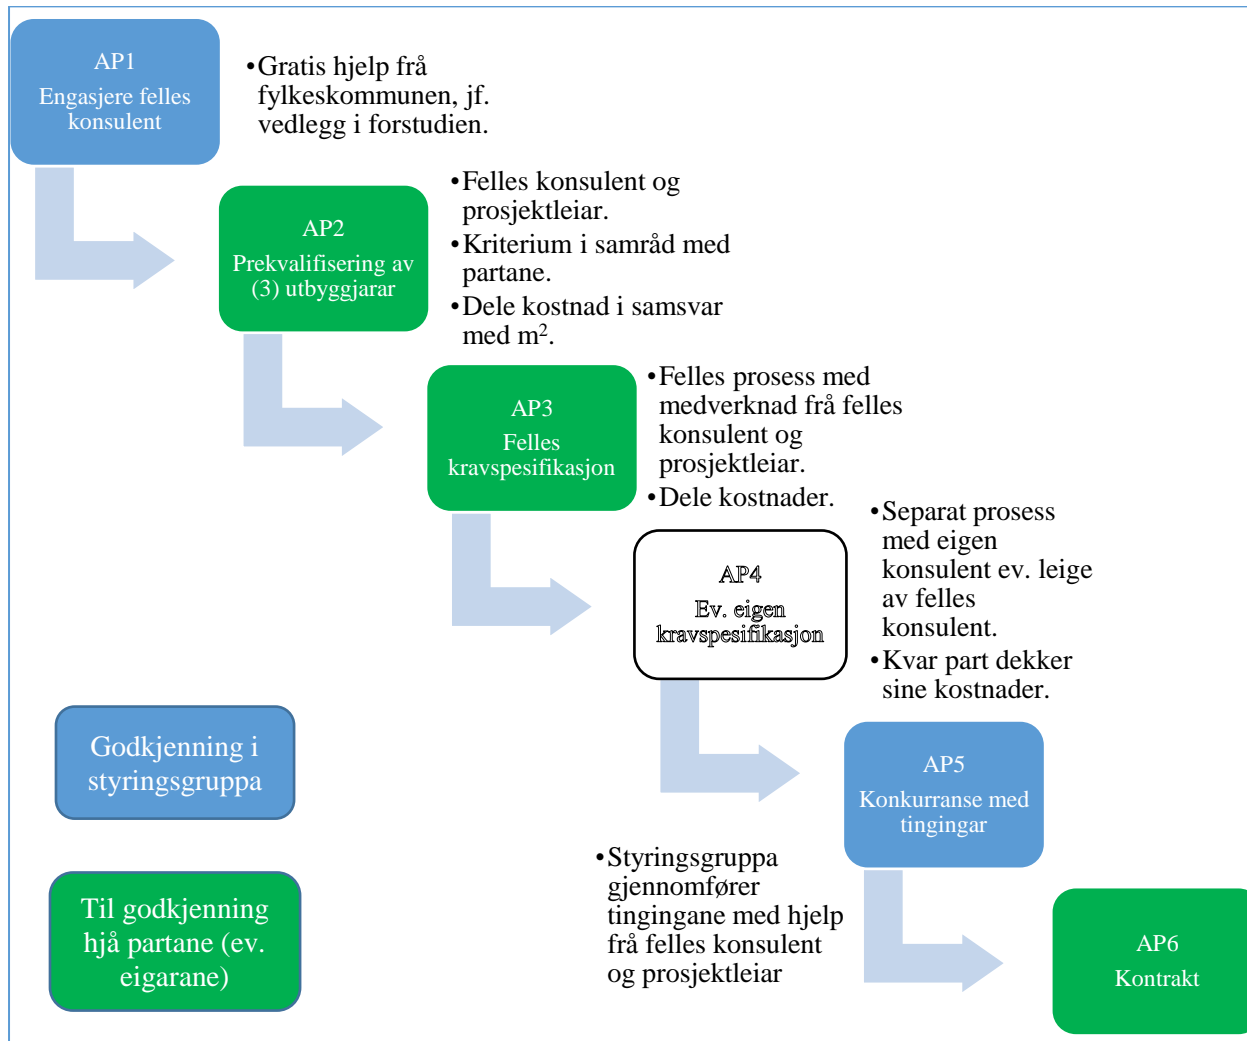 AP1
Engasjere felles
konsulent
•Gratis hjelp frå
fylkeskommunen, jf.
vedlegg i forstudien.
AP2
Prekvalifisering av
(3) utbyggjarar
•Felles konsulent og
prosjektleiar.
•Kriterium i samråd med
partane.
•Dele kostnad i samsvar
med m².
AP3
Felles
kravspesifikasjon
•Felles prosess med
medverknad frå felles
konsulent og
prosjektleiar.
•Dele kostnader.
AP4
Ev. eigen
kravspesifikasjon
•Separat prosess
med eigen
konsulent ev. leige
av felles
konsulent.
•Kvar part dekker
sine kostnader.
AP5
Konkurranse med
tingingar
•Styringsgruppa
gjennomfører
tingingane med hjelp
frå felles konsulent
og prosjektleiar
AP6
Kontrakt
Godkjenning i
styringsgruppa
Til godkjenning
hjå partane (ev.
eigarane)